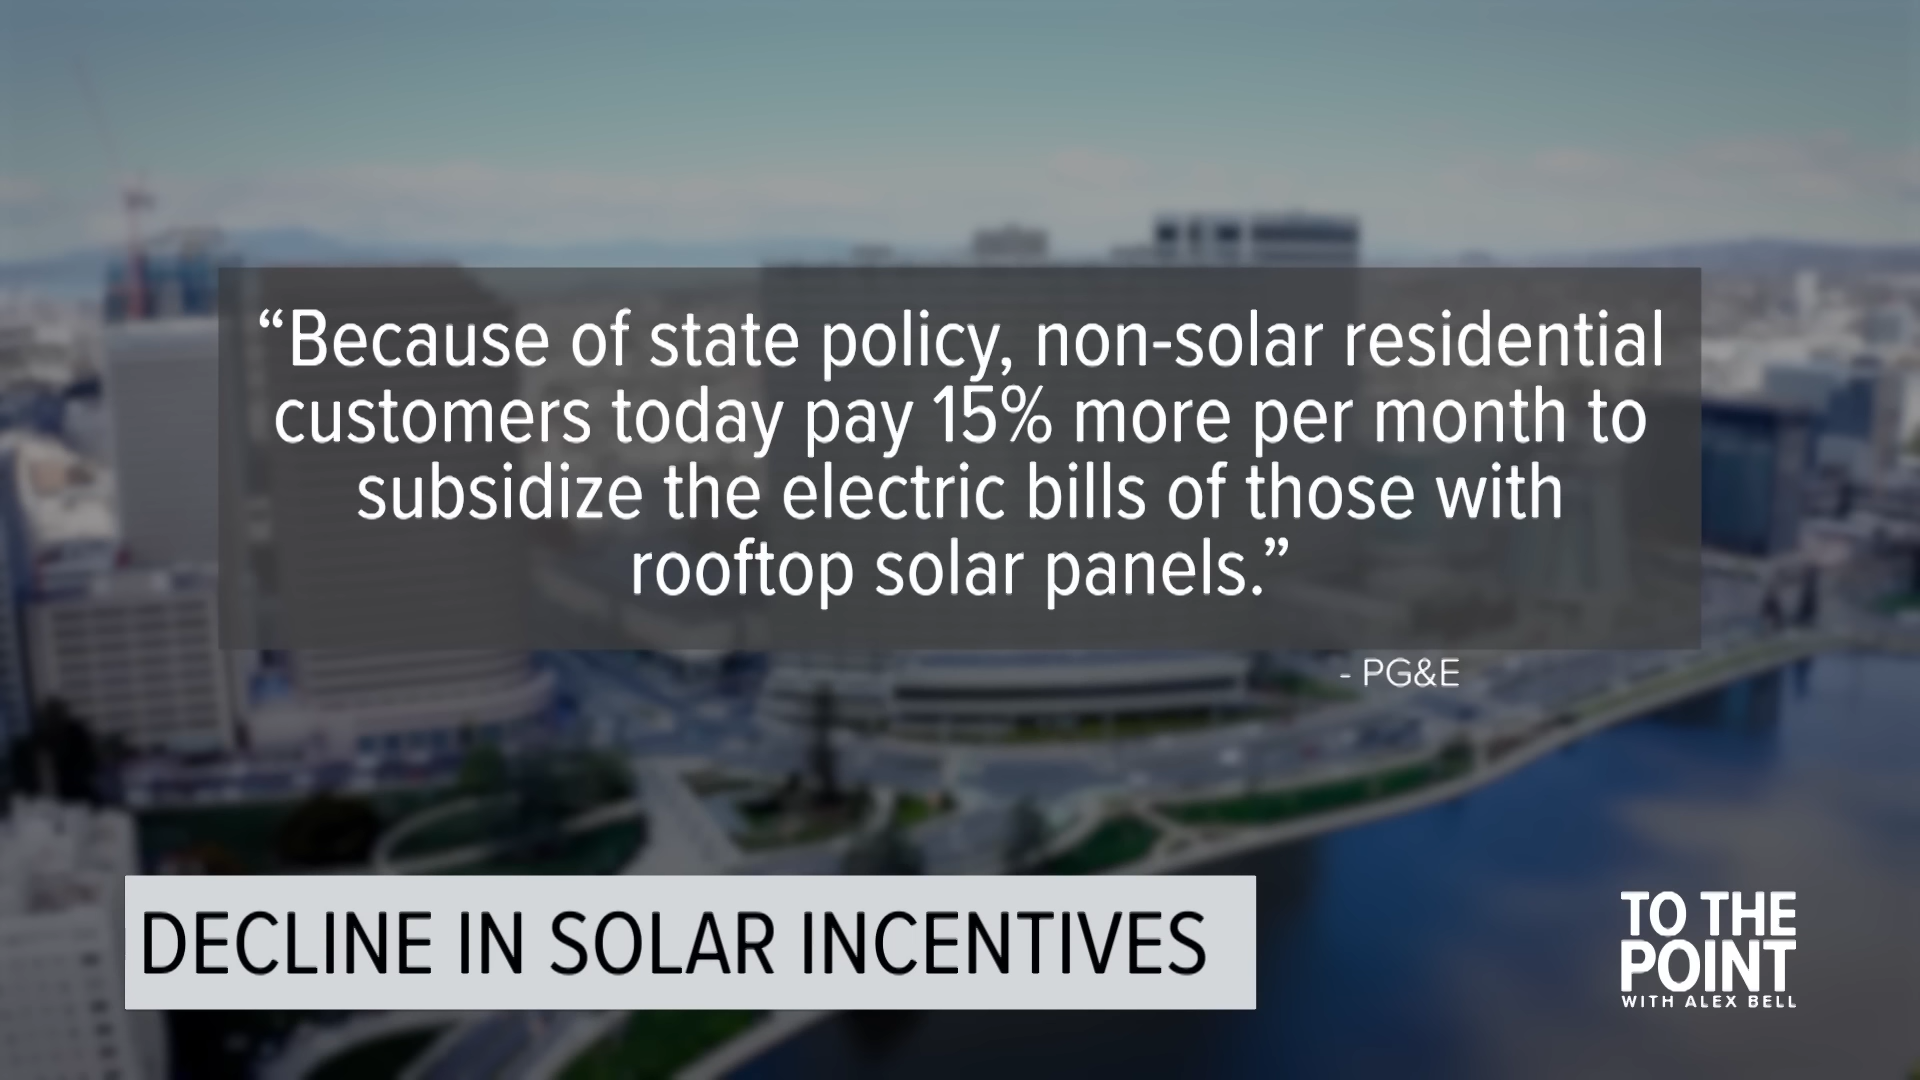 “Because of state policy, non-solar residential
customers today pay 15% more per month to
subsidize the electric bills of those with
rooftop solar panels.”
- PG&E
DECLINE IN SOLAR INCENTIVES
TO THE
POINT
WITH ALEX BELL